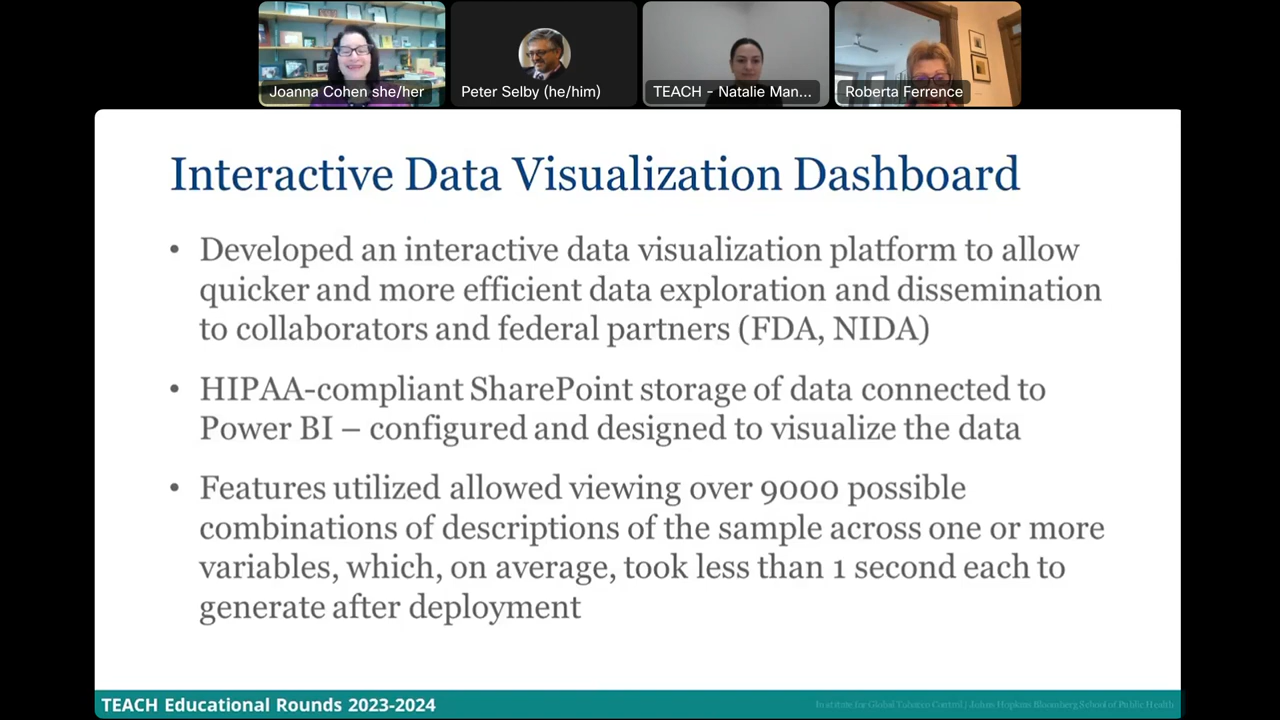 Joanna Cohen she/her
Peter Selby (he/him)
TEACH - Natalie Man...
Roberta Ferrence
Interactive Data Visualization Dashboard
• Developed an interactive data visualization platform to allow
quicker and more efficient data exploration and dissemination
to collaborators and federal partners (FDA, NIDA)
• HIPAA-compliant SharePoint storage of data connected to
Power BI – configured and designed to visualize the data
• Features utilized allowed viewing over 9000 possible
combinations of descriptions of the sample across one or more
variables, which, on average, took less than 1 second each to
generate after deployment
TEACH Educational Rounds 2023-2024
Institute for Global Tobacco Control | Johns Hopkins Bloomberg School of Public Health